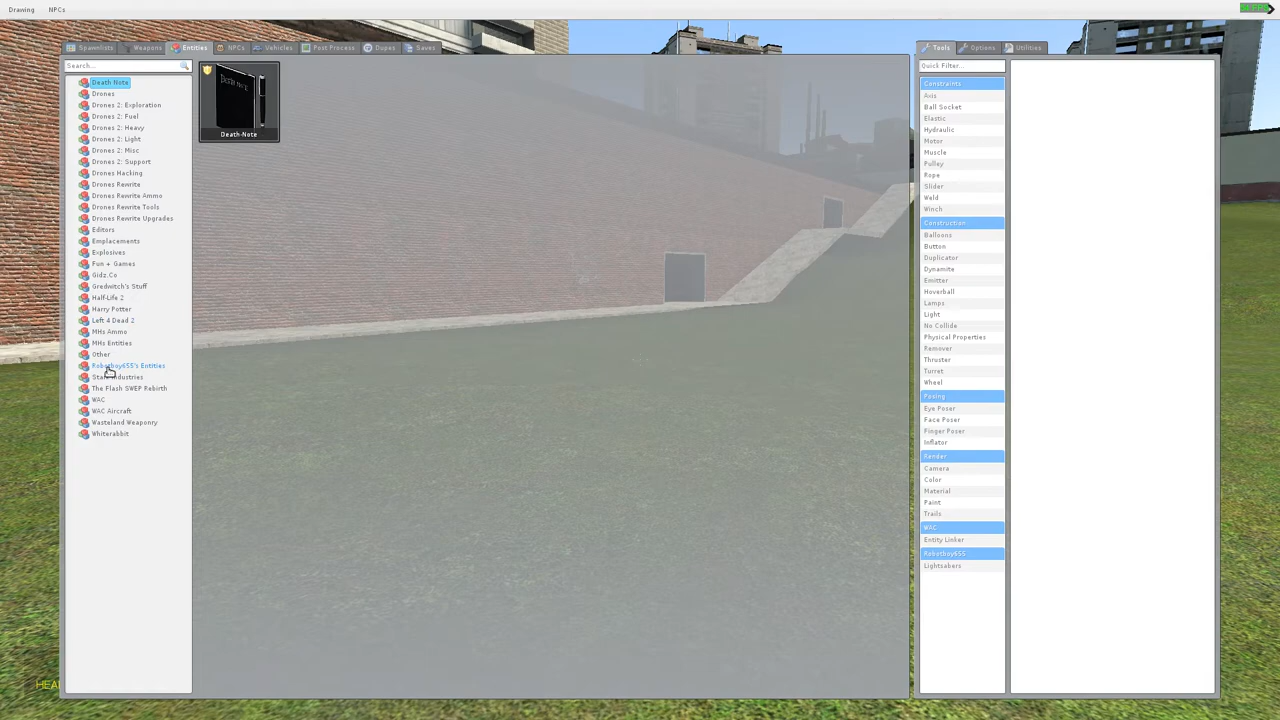 Drawing NPCs
Spawnlists Weapons Entities NPCs Vehicles Post Process Dupes Saves
Search...
Death Note
Drones
Drones 2: Exploration
Drones 2: Fuel
Drones 2: Heavy
Drones 2: Light
Drones 2: Misc
Drones 2: Support
Drones Hacking
Drones Rewrite
Drones Rewrite Ammo
Drones Rewrite Tools
Drones Rewrite Upgrades
Editors
Emplacements
Explosives
Fun + Games
Gidz.Co
Gredwitch's Stuff
Half-Life 2
Harry Potter
Left 4 Dead 2
MHs Ammo
MHs Entities
Other
Robotboy655's Entities
Stark Industries
The Flash SWEP Rebirth
WAC
WAC Aircraft
Wasteland Weaponry
Whiterabbit
Death Note
Death-Note
Tools Options Utilities
Quick Filter...
Constraints
Axis
Ball Socket
Elastic
Hydraulic
Motor
Muscle
Pulley
Rope
Slider
Weld
Winch
Construction
Balloons
Button
Duplicator
Dynamite
Emitter
Hoverball
Lamps
Light
No Collide
Physical Properties
Remover
Thruster
Turret
Wheel
Posing
Eye Poser
Face Poser
Finger Poser
Inflator
Render
Camera
Color
Material
Paint
Trails
WAC
Entity Linker
Robotboy655
Lightsabers